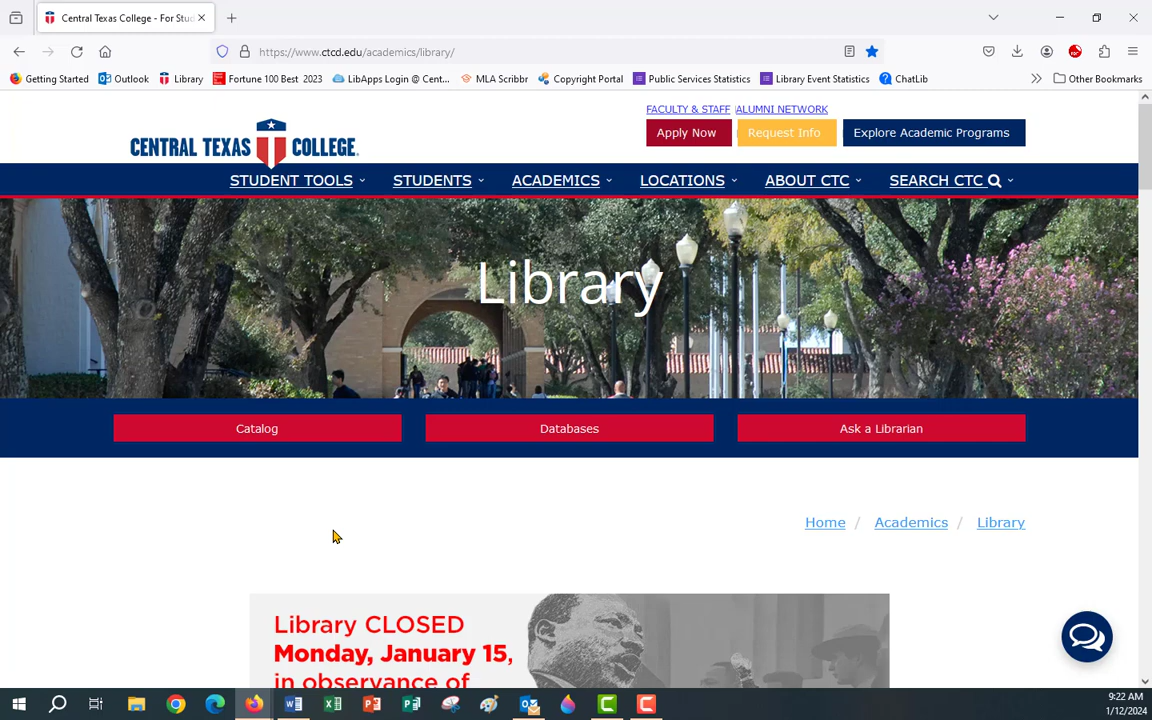 Central Texas College - For Stud
https://www.ctcd.edu/academics/library/
Getting Started
Outlook
Library
Fortune 100 Best 2023
LibApps Login @ Cent...
MLA Scribbr
Copyright Portal
Public Services Statistics
Library Event Statistics
ChatLib
Other Bookmarks
FACULTY & STAFF ALUMNI NETWORK
CENTRAL TEXAS COLLEGE
Apply Now
Request Info
Explore Academic Programs
STUDENT TOOLS
STUDENTS
ACADEMICS
LOCATIONS
ABOUT CTC
SEARCH CTC
Library
Catalog
Databases
Ask a Librarian
Home / Academics / Library
Library CLOSED
Monday, January 15,
in observance of
9:22 AM
1/12/2024